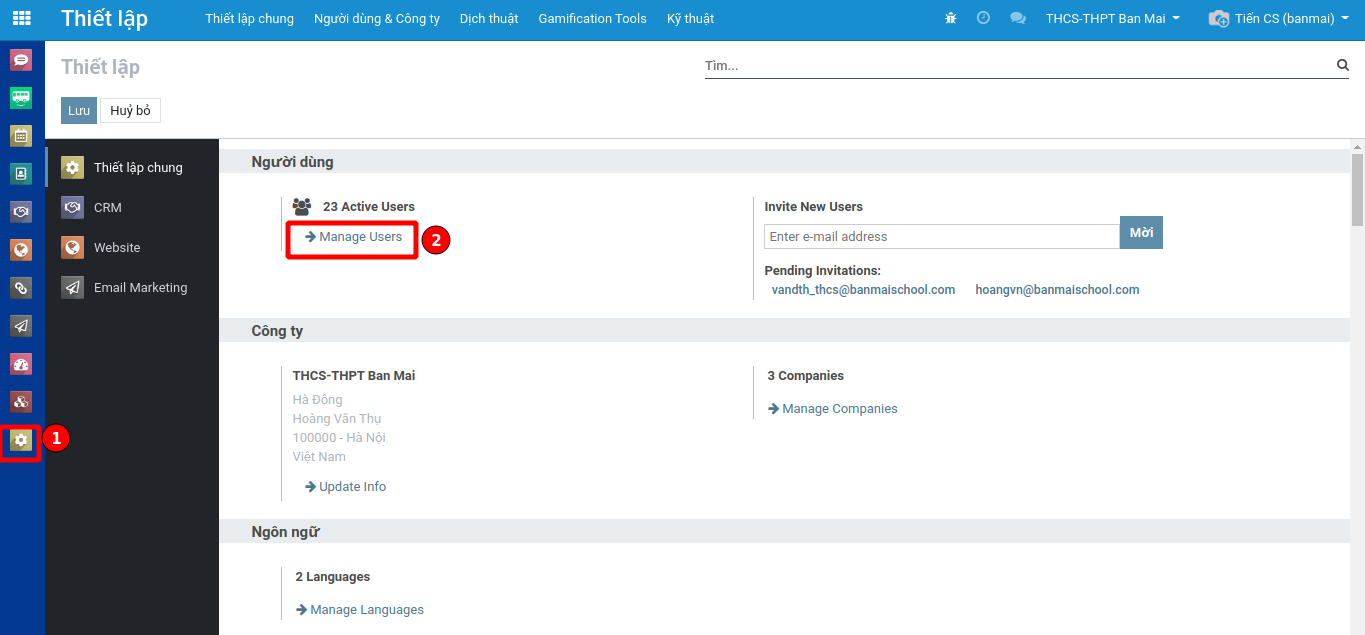 Thiết lập
Thiết lập chung
Người dùng & Công ty
Dịch thuật
Gamification Tools
Kỹ thuật
THCS-THPT Ban Mai
Tiến CS (banmai)
Thiết lập
Tìm...
Lưu
Huỷ bỏ
Thiết lập chung
CRM
Website
Email Marketing
1
Người dùng
23 Active Users
Manage Users
2
Invite New Users
Enter e-mail address
Mời
Pending Invitations:
vandth_thcs@banmaischool.com hoangvn@banmaischool.com
Công ty
THCS-THPT Ban Mai
Hà Đông
Hoàng Văn Thụ
100000 - Hà Nội
Việt Nam
Update Info
3 Companies
Manage Companies
Ngôn ngữ
2 Languages
Manage Languages